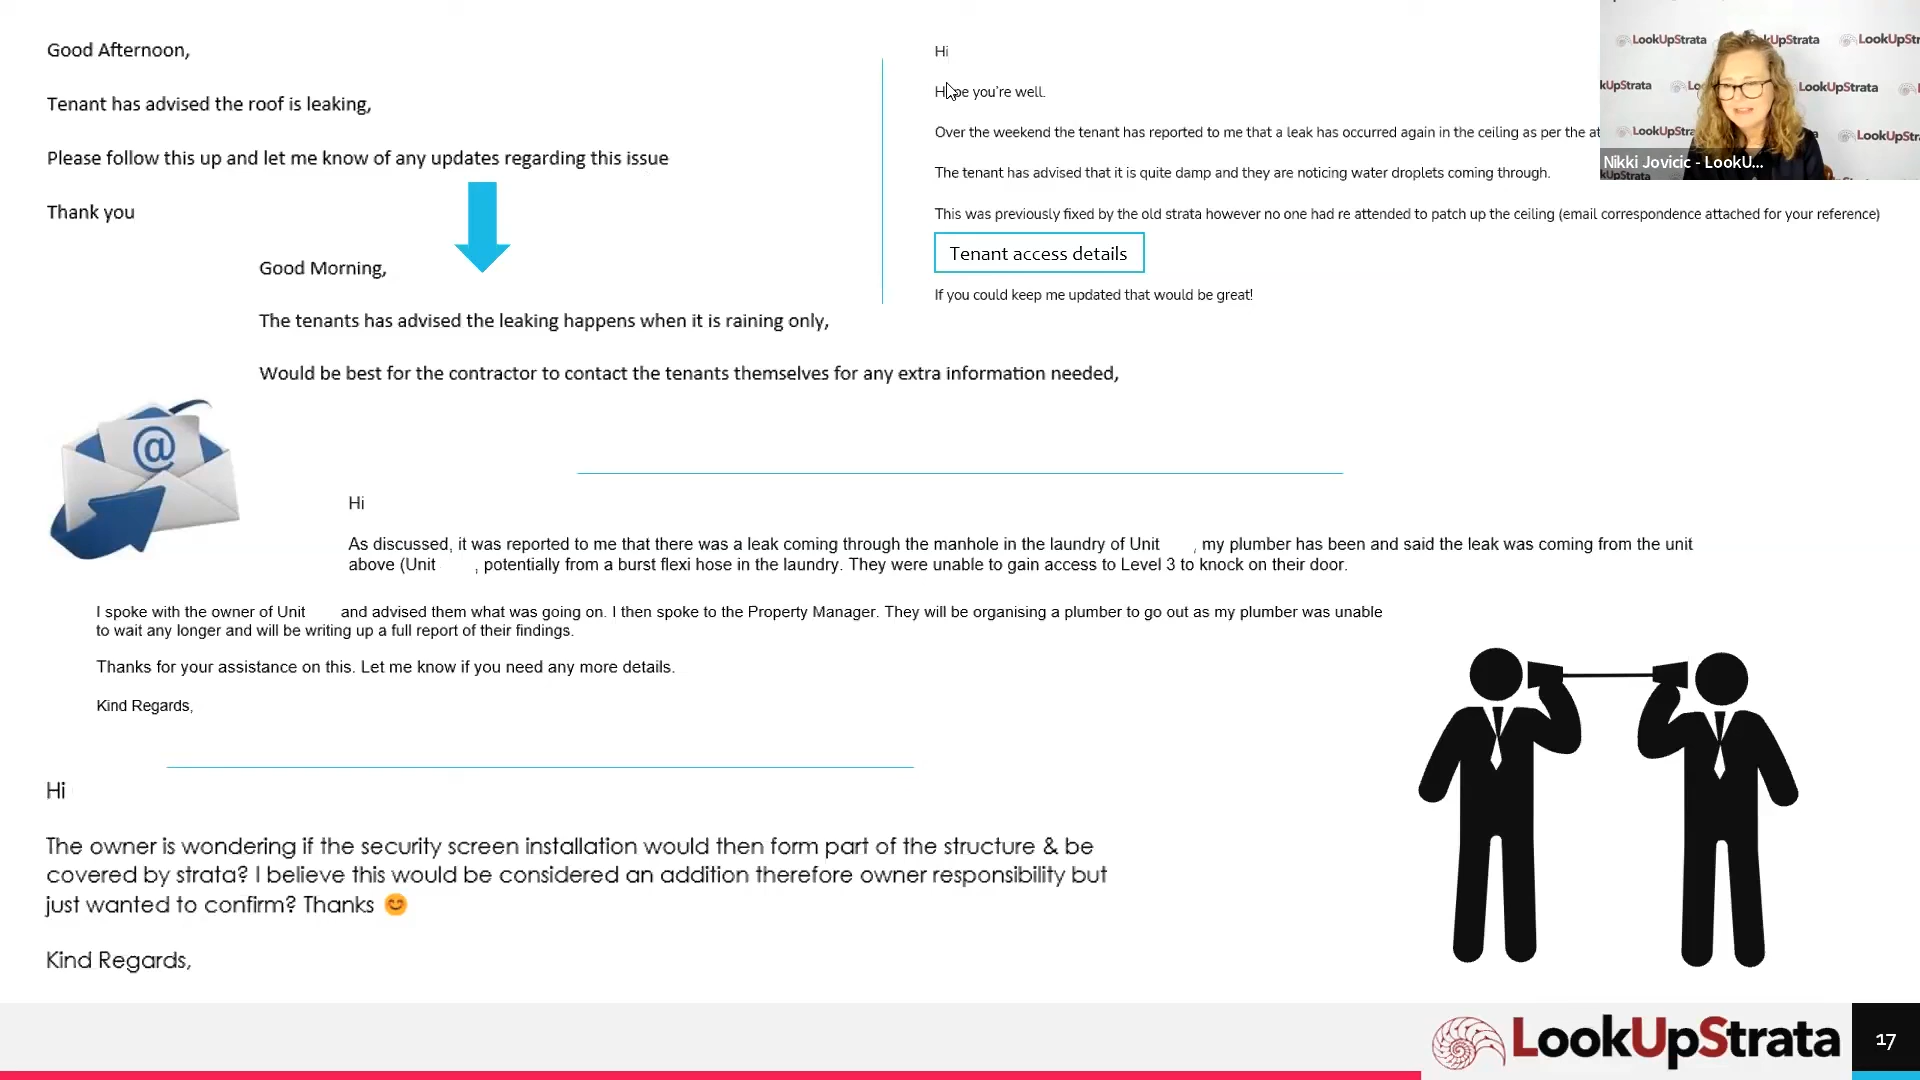 Good Afternoon,
Tenant has advised the roof is leaking,
Please follow this up and let me know of any updates regarding this issue
Thank you
Good Morning,
The tenants has advised the leaking happens when it is raining only,
Would be best for the contractor to contact the tenants themselves for any extra information needed,
Hi
Hope you're well.
Over the weekend the tenant has reported to me that a leak has occurred again in the ceiling as per the
The tenant has advised that it is quite damp and they are noticing water droplets coming through.
This was previously fixed by the old strata however no one had re attended to patch up the ceiling (email correspondence attached for your reference)
Tenant access details
If you could keep me updated that would be great!
LookUpStrata
LookUpStrata
Nikki Jovicic - LookU...
@
Hi
As discussed, it was reported to me that there was a leak coming through the manhole in the laundry of Unit , my plumber has been and said the leak was coming from the unit
above (Unit , potentially from a burst flexi hose in the laundry. They were unable to gain access to Level 3 to knock on their door.
I spoke with the owner of Unit and advised them what was going on. I then spoke to the Property Manager. They will be organising a plumber to go out as my plumber was unable
to wait any longer and will be writing up a full report of their findings.
Thanks for your assistance on this. Let me know if you need any more details.
Kind Regards,
Hi
The owner is wondering if the security screen installation would then form part of the structure & be
covered by strata? I believe this would be considered an addition therefore owner responsibility but
just wanted to confirm? Thanks 😊
Kind Regards,
LookUpStrata
17